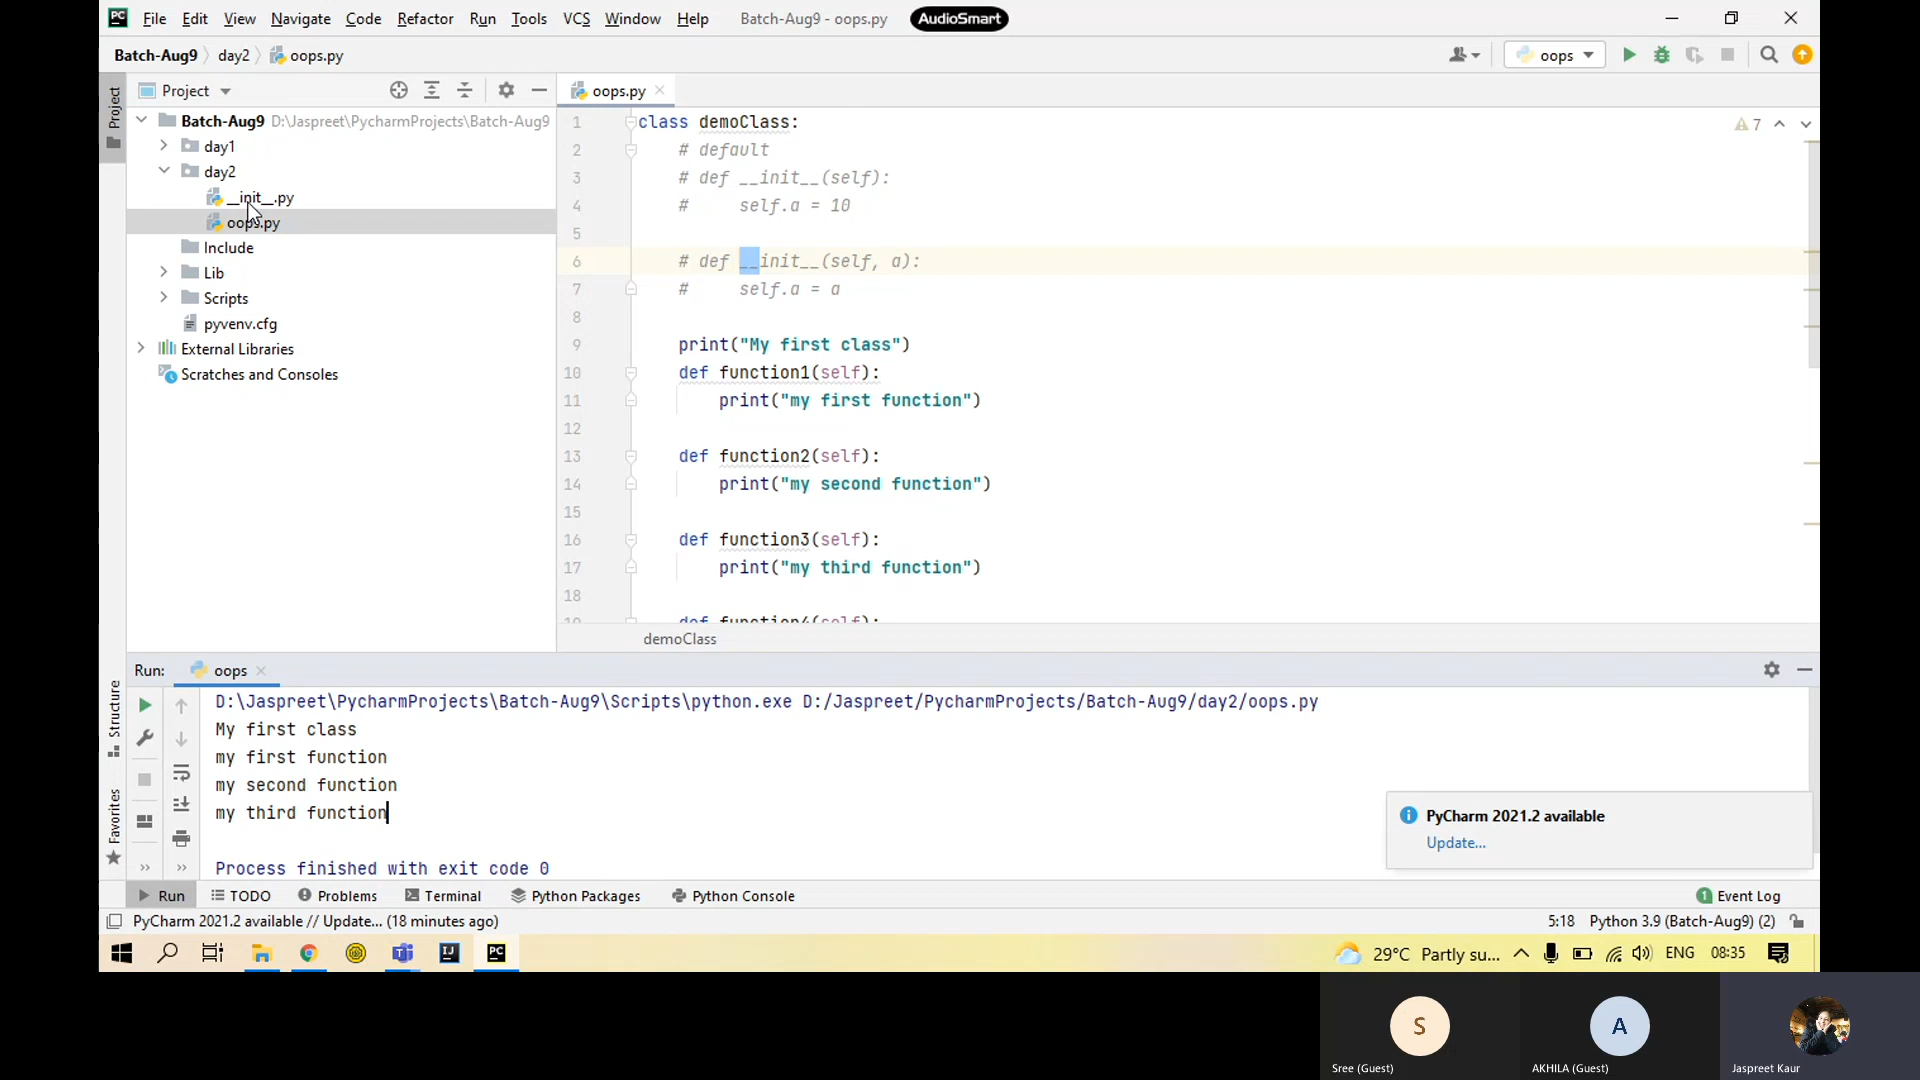 PC File Edit View Navigate Code Refactor Run Tools VCS Window Help Batch-Aug9 - oops.py AudioSmart
Batch-Aug9 day2 oops.py oops
Project
Project
oops.py
Batch-Aug9 D:\Jaspreet\PycharmProjects\Batch-Aug9
day1
day2
__init__.py
oops.py
Include
Lib
Scripts
pyvenv.cfg
External Libraries
Scratches and Consoles
7
1 class demoClass:
2 # default
3 # def __init__(self):
4 # self.a = 10
5
6 # def __init__(self, a):
7 # self.a = a
8
9 print("My first class")
10 def function1(self):
11 print("my first function")
12
13 def function2(self):
14 print("my second function")
15
16 def function3(self):
17 print("my third function")
18
19 def function4(self):
demoClass
Structure
Favorites
Run: oops
D:\Jaspreet\PycharmProjects\Batch-Aug9\Scripts\python.exe D:/Jaspreet/PycharmProjects/Batch-Aug9/day2/oops.py
My first class
my first function
my second function
my third function
Process finished with exit code 0
PyCharm 2021.2 available
Update...
Run TODO Problems Terminal Python Packages Python Console 1 Event Log
PyCharm 2021.2 available // Update... (18 minutes ago) 5:18 Python 3.9 (Batch-Aug9) (2)
IJ PC 29°C Partly su... ENG 08:35
S A
Sree (Guest) AKHILA (Guest) Jaspreet Kaur